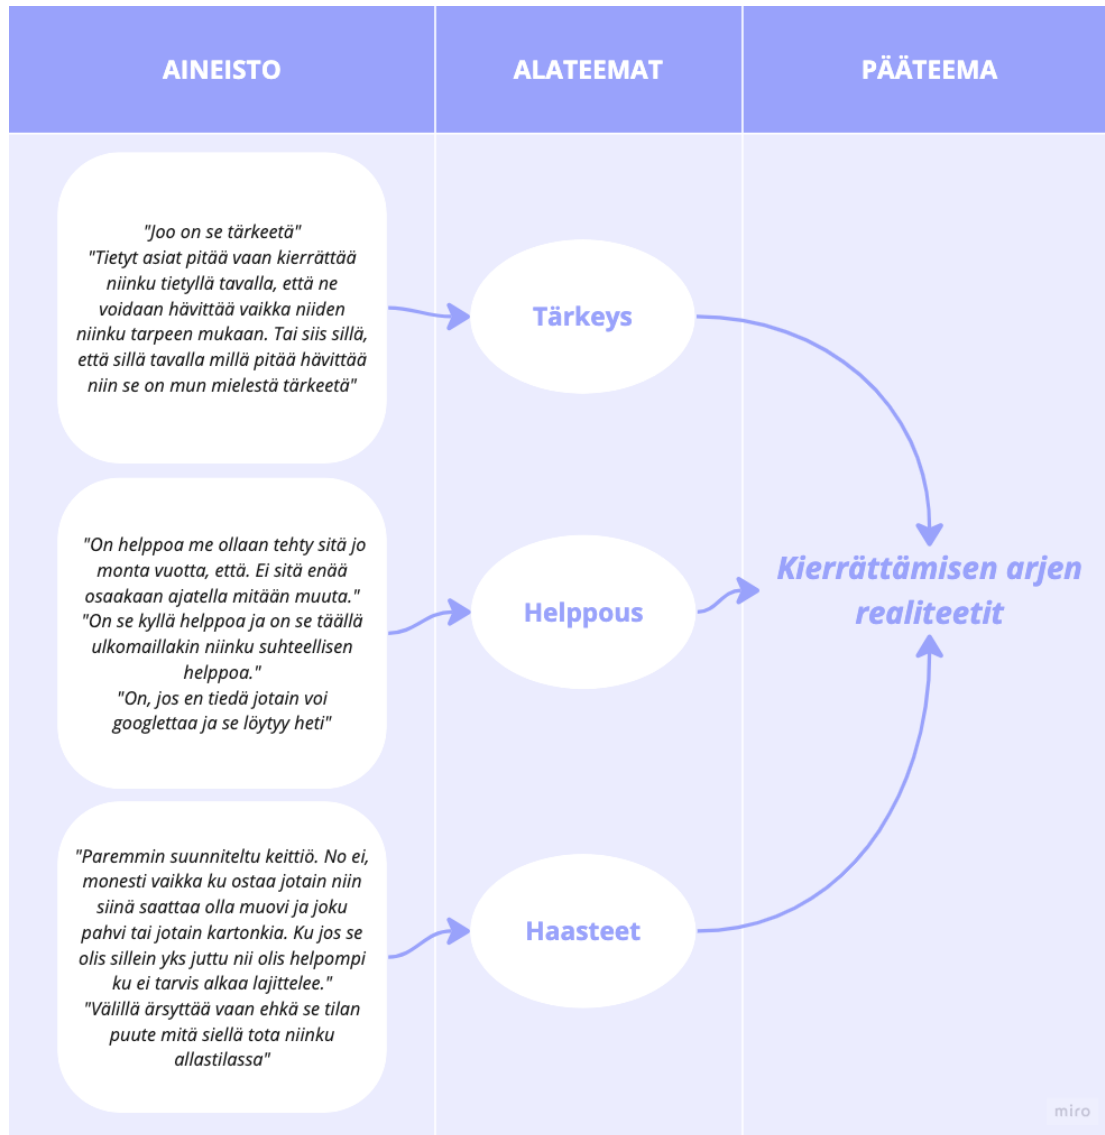 AINEISTO
ALATEEMAT
PÄÄTEEMA
"Joo on se tärkeetä"
"Tietyt asiat pitää vaan kierrättää
niinku tietyllä tavalla, että ne
voidaan hävittää vaikka niiden
niinku tarpeen mukaan. Tai siis sillä,
että sillä tavalla millä pitää hävittää
niin se on mun mielestä tärkeetä"
Tärkeys
"On helppoa me ollaan tehty sitä jo
monta vuotta, että. Ei sitä enää
osaakaan ajatella mitään muuta."
"On se kyllä helppoa ja on se täällä
ulkomaillakin niinku suhteellisen
helppoa."
"On, jos en tiedä jotain voi
googlettaa ja se löytyy heti"
Helppous
Kierrättämisen arjen
realiteetit
"Paremmin suunniteltu keittiö. No ei,
monesti vaikka ku ostaa jotain niin
siinä saattaa olla muovi ja joku
pahvi tai jotain kartonkia. Ku jos se
olis sillein yks juttu nii olis helpompi
ku ei tarvis alkaa lajittelee."
"Välillä ärsyttää vaan ehkä se tilan
puute mitä siellä tota niinku
allastilassa"
Haasteet
miro